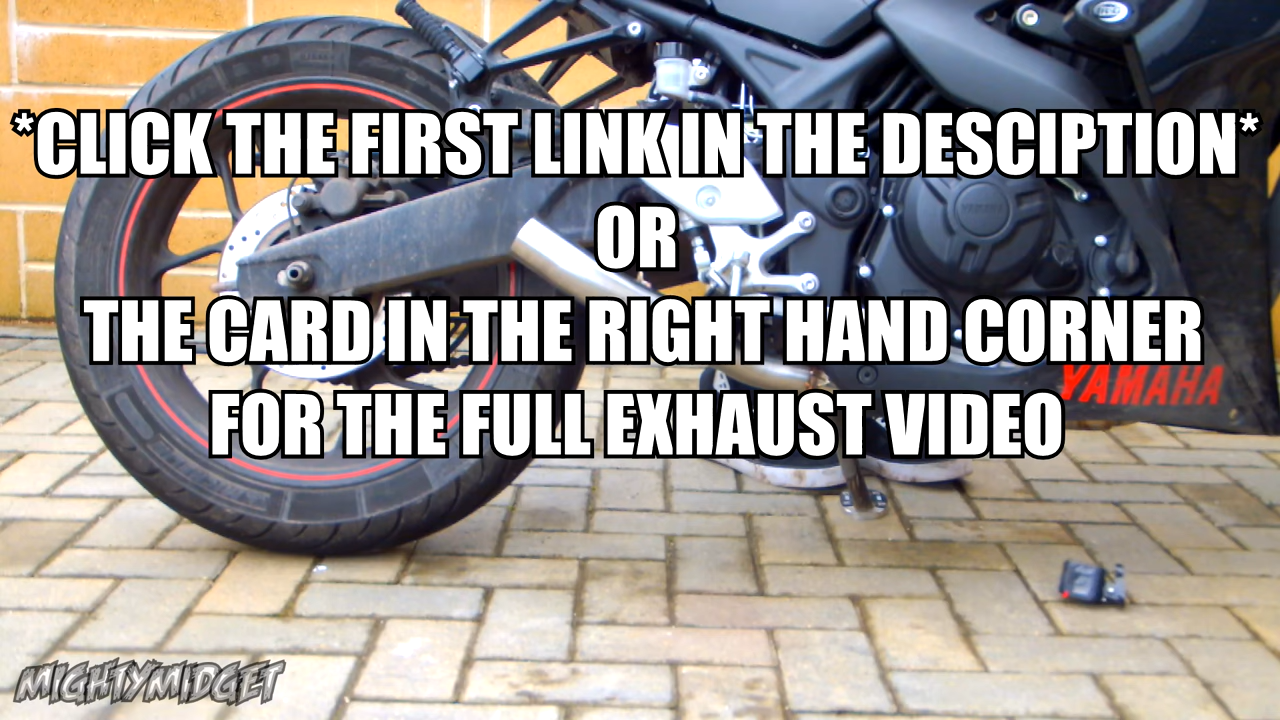 *CLICK THE FIRST LINK IN THE DESCIPTION*
OR
THE CARD IN THE RIGHT HAND CORNER
FOR THE FULL EXHAUST VIDEO
YAMAHA
MIGHTYMIDGET